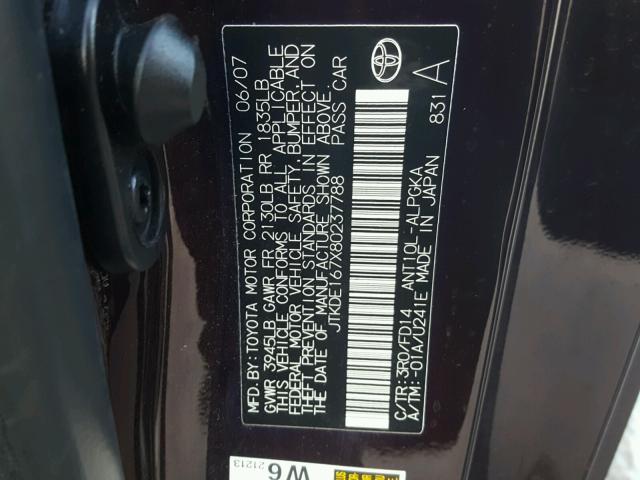 MFD.BY:TOYOTA MOTOR CORPORATION 06/07
GVWR 3945LB GAWR FR 2130LB RR 1835LB
THIS VEHICLE CONFORMS TO ALL APPLICABLE
FEDERAL MOTOR VEHICLE SAFETY, BUMPER, AND
THEFT PREVENTION STANDARDS IN EFFECT ON
THE DATE OF MANUFACTURE SHOWN ABOVE.
JTKDE167X80237788 PASS CAR
C/TR:3R0/FD14 ANT10L-ALPGKA
A/TM:-01A/U241E MADE IN JAPAN
831 A
W6
21213